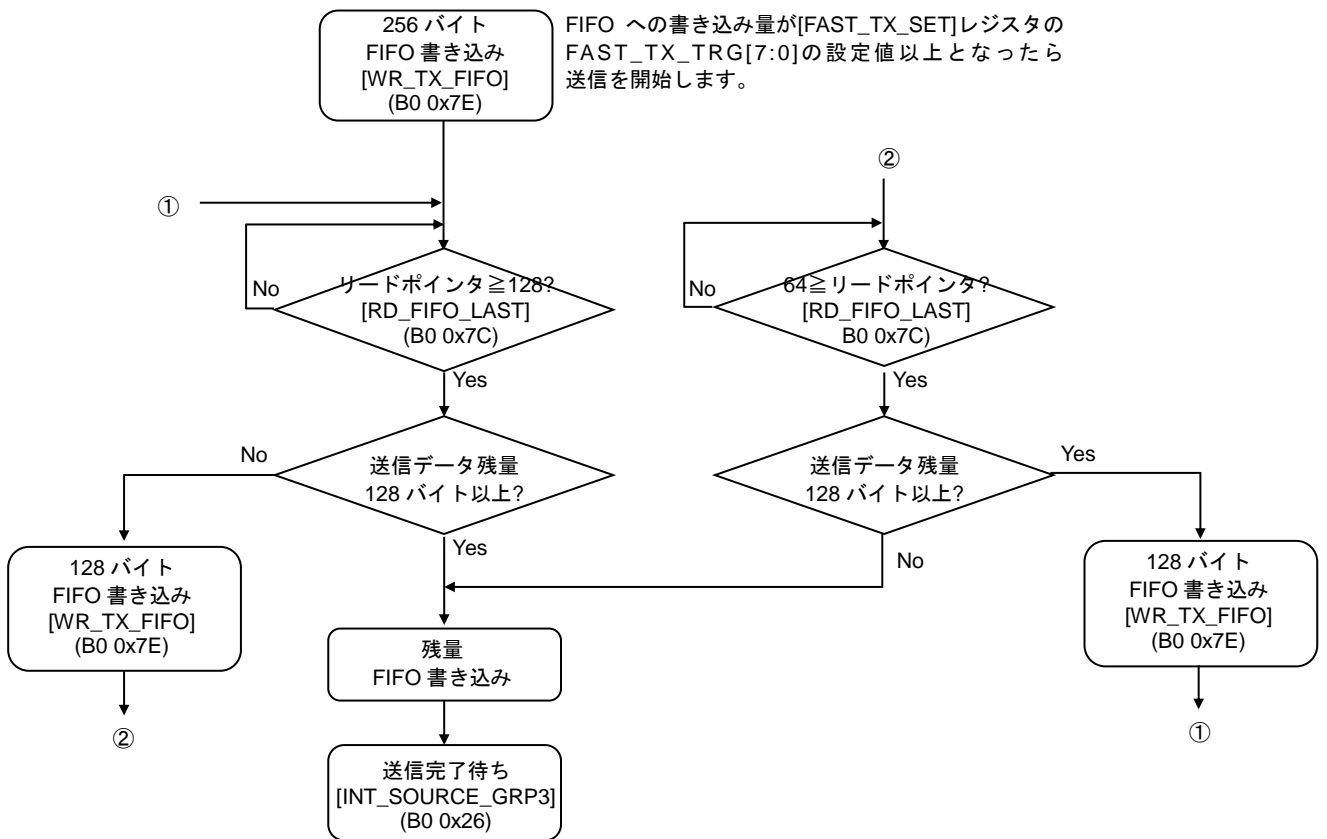 256 バイト
FIFO 書き込み
[WR_TX_FIFO]
(B0 0x7E)
FIFO への書き込み量が[FAST_TX_SET]レジスタの
FAST_TX_TRG[7:0]の設定値以上となったら
送信を開始します。
①
②
No
リードポインタ≧128?
[RD_FIFO_LAST]
(B0 0x7C)
Yes
No
64≧リードポインタ?
[RD_FIFO_LAST]
B0 0x7C)
Yes
No
送信データ残量
128 バイト以上?
Yes
送信データ残量
128 バイト以上?
Yes
No
128 バイト
FIFO 書き込み
[WR_TX_FIFO]
(B0 0x7E)
②
残量
FIFO 書き込み
128 バイト
FIFO 書き込み
[WR_TX_FIFO]
(B0 0x7E)
①
送信完了待ち
[INT_SOURCE_GRP3]
(B0 0x26)